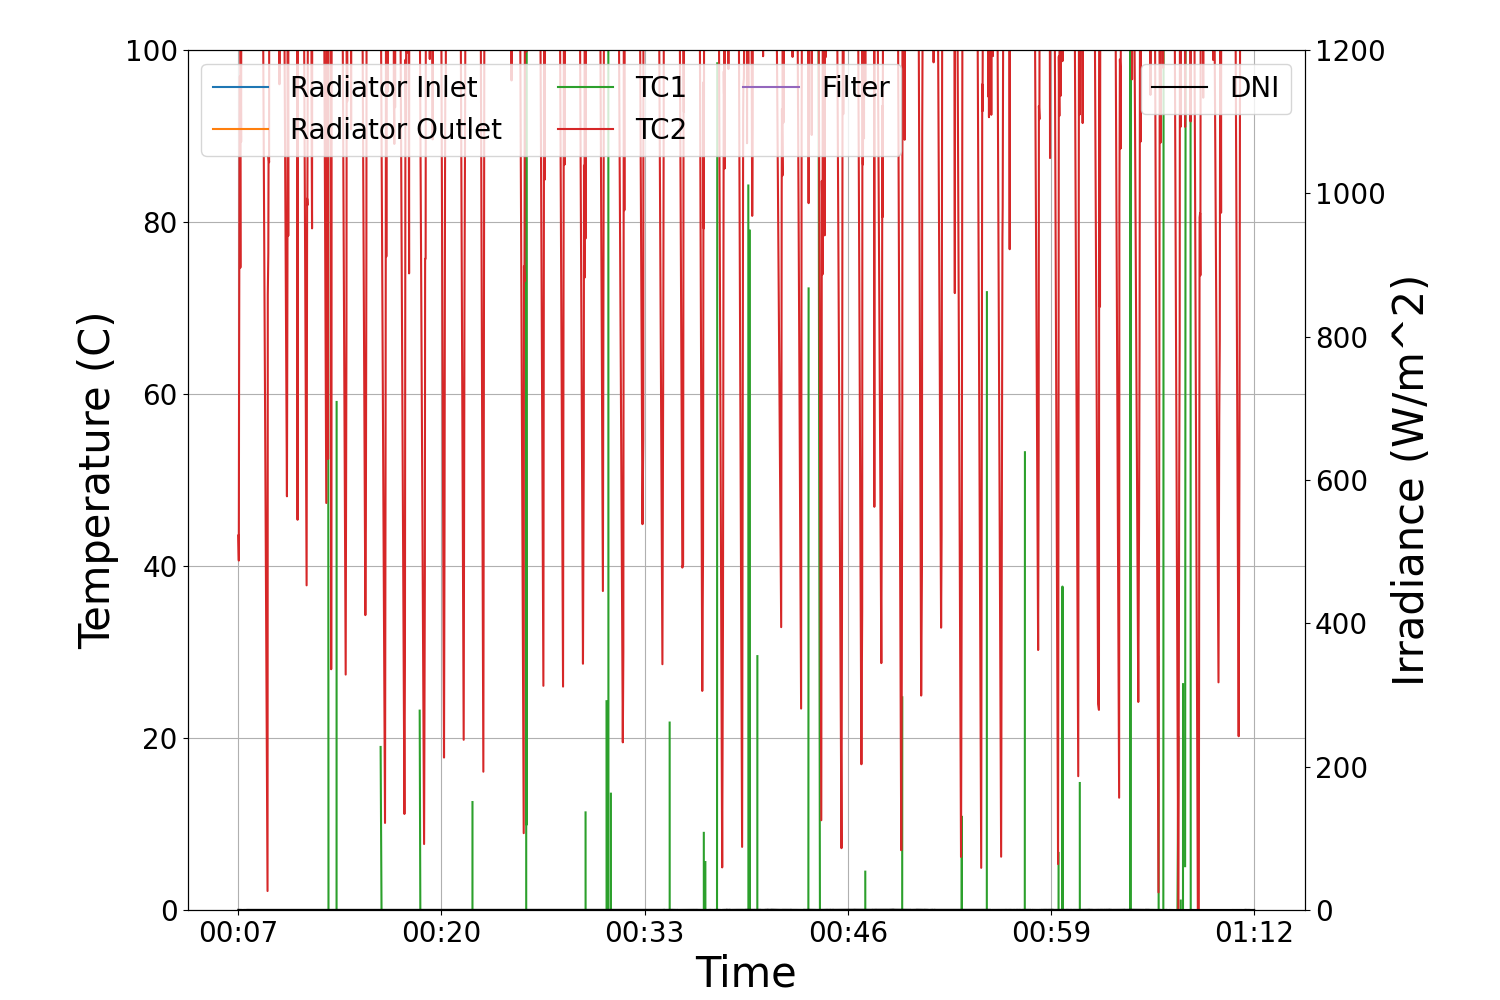 Radiator Inlet
Radiator Outlet
TC1
TC2
Filter
DNI
100
80
60
40
20
0
Temperature (C)
1200
1000
800
600
400
200
0
Irradiance (W/m^2)
00:07 00:20 00:33 00:46 00:59 01:12
Time